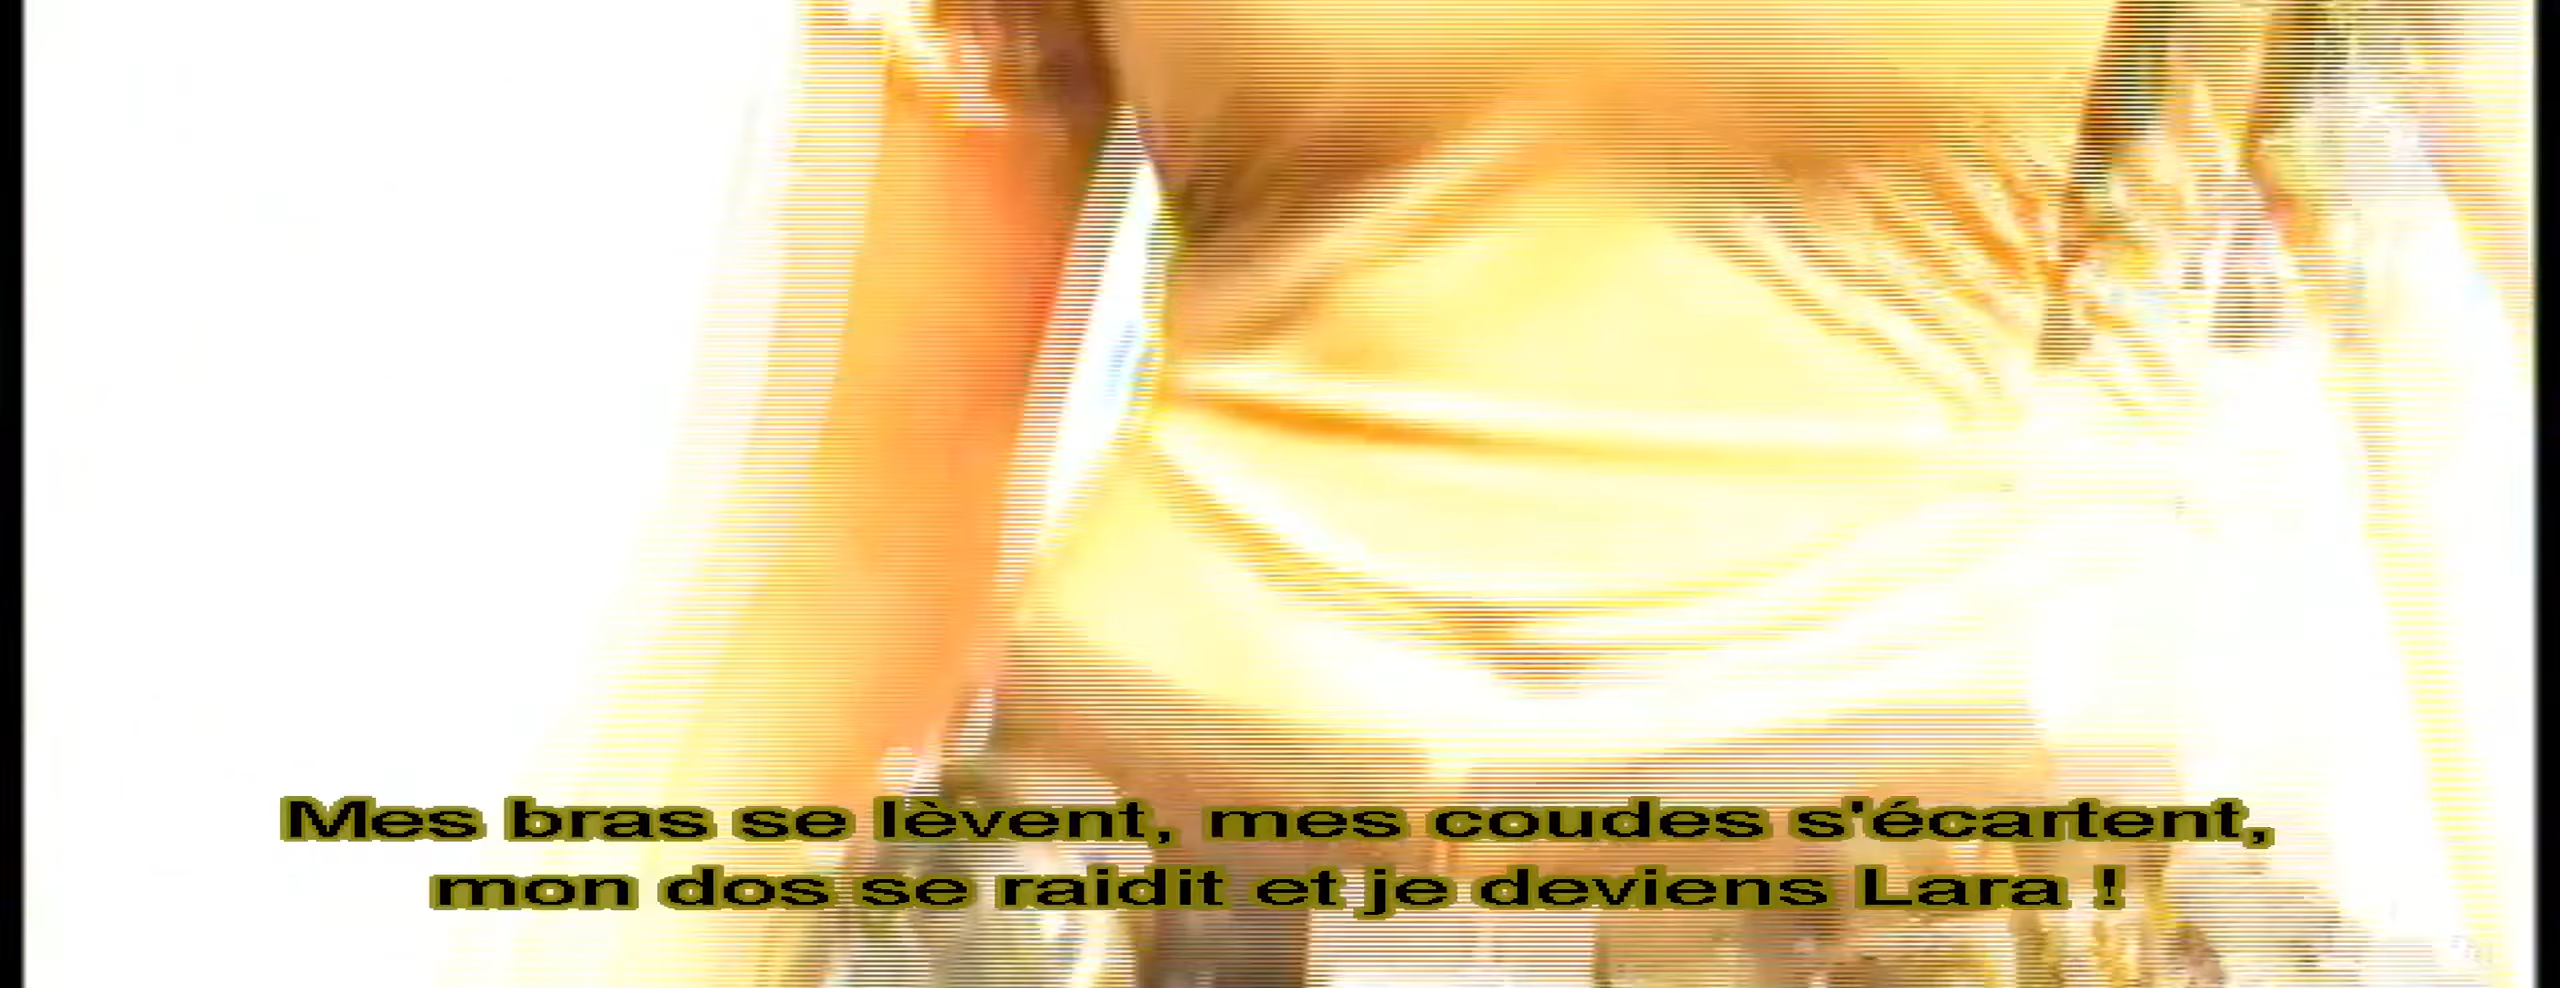 Mes bras se lèvent, mes coudes s'écartent,
mon dos se raidit et je deviens Lara !